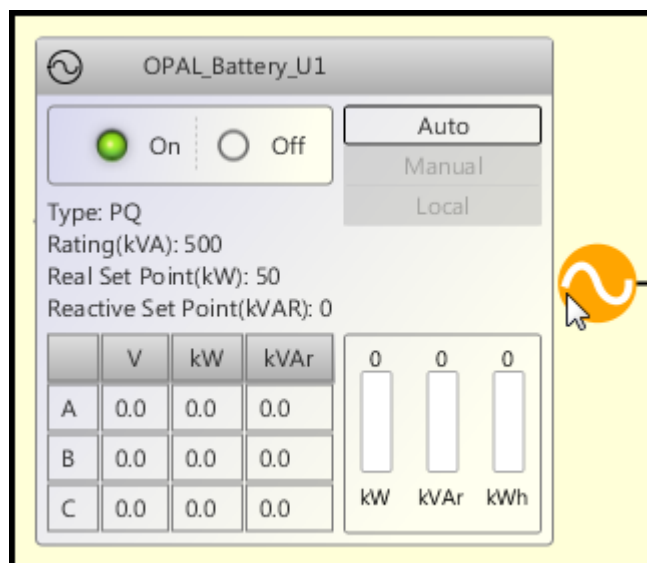 OPAL_Battery_U1
On Off
Auto
Manual
Local
Type: PQ
Rating(kVA): 500
Real Set Point(kW): 50
Reactive Set Point(kVAR): 0
V kW kVAr
A 0.0 0.0 0.0
B 0.0 0.0 0.0
C 0.0 0.0 0.0
0 0 0
kW kVAr kWh